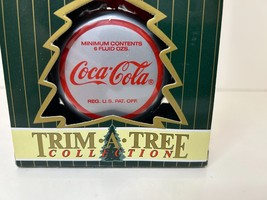 MINIMUM CONTENTS
6 FLUID OZS.
Coca-Cola®
REG. U.S. PAT. OFF.
TRIM A TREE
COLLECTION